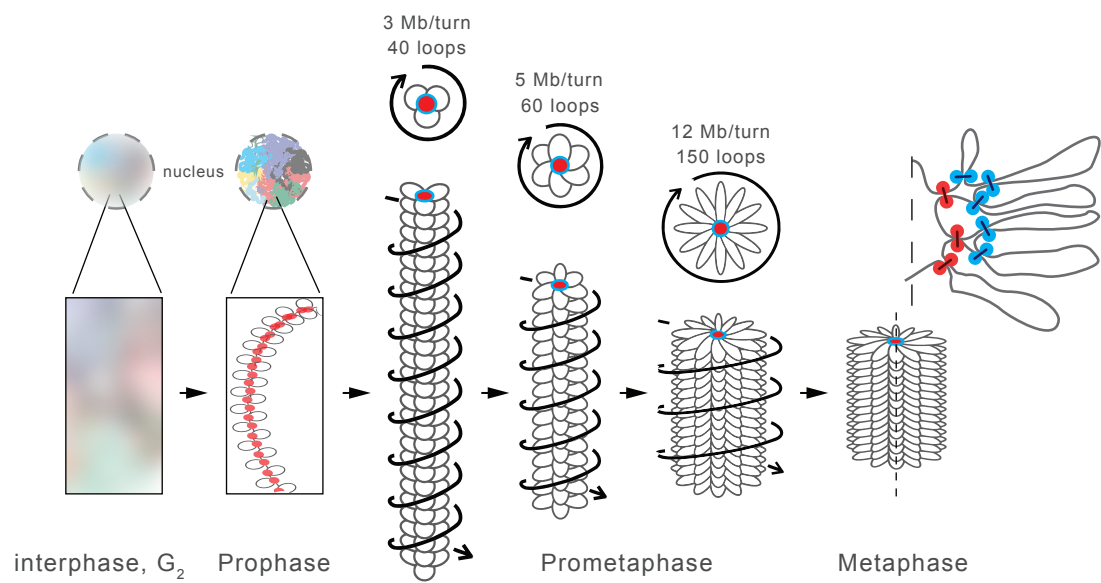 3 Mb/turn
40 loops
5 Mb/turn
60 loops
12 Mb/turn
150 loops
nucleus
interphase, G₂
Prophase
Prometaphase
Metaphase